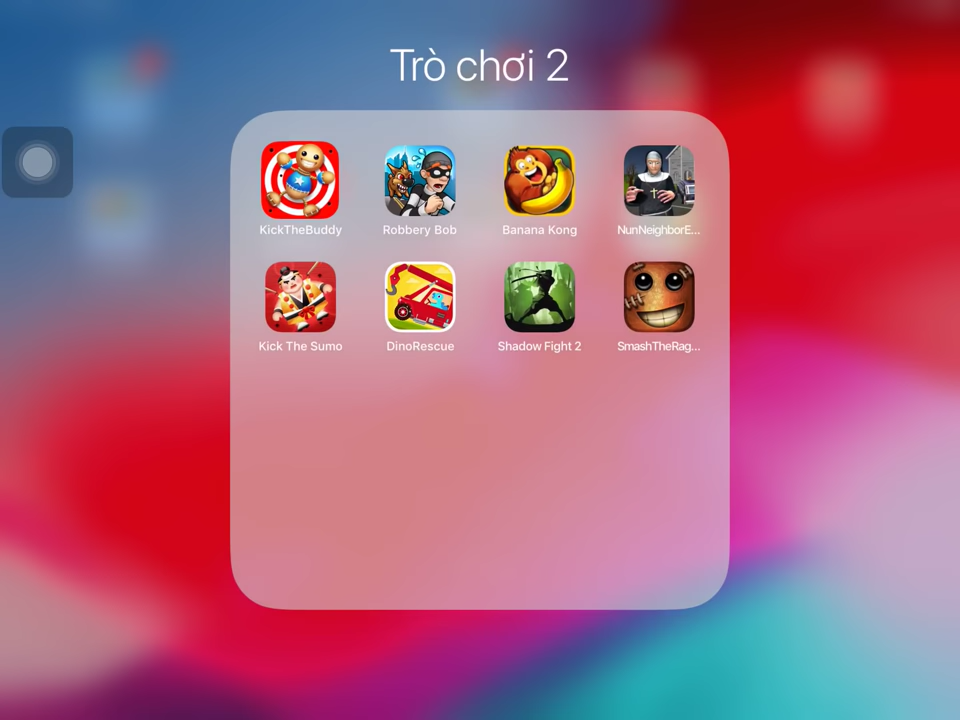 Trò chơi 2
KickTheBuddy
Robbery Bob
Banana Kong
NunNeighborE...
Kick The Sumo
DinoRescue
Shadow Fight 2
SmashTheRag...